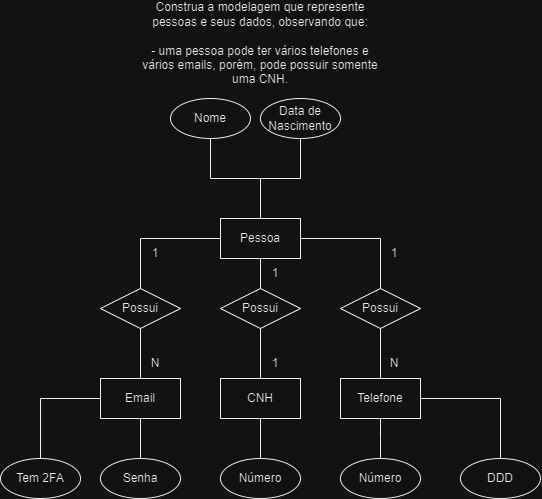 Construa a modelagem que represente
pessoas e seus dados, observando que:
- uma pessoa pode ter vários telefones e
vários emails, porém, pode possuir somente
uma CNH.
Nome
Data de
Nascimento
Pessoa
1
1
1
Possui
Possui
Possui
N
1
N
Email
CNH
Telefone
Tem 2FA
Senha
Número
Número
DDD